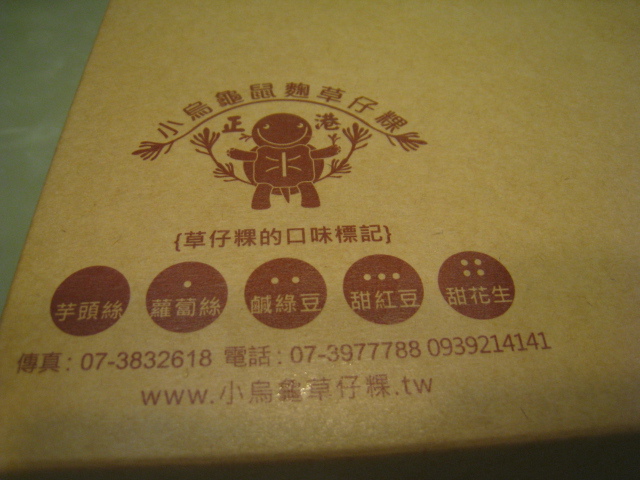 小烏龜鼠麴草仔粿
正港
{草仔粿的口味標記}
芋頭絲 蘿蔔絲 鹹綠豆 甜紅豆 甜花生
傳真: 07-3832618 電話: 07-3977788 0939214141
www.小烏龜草仔粿.tw